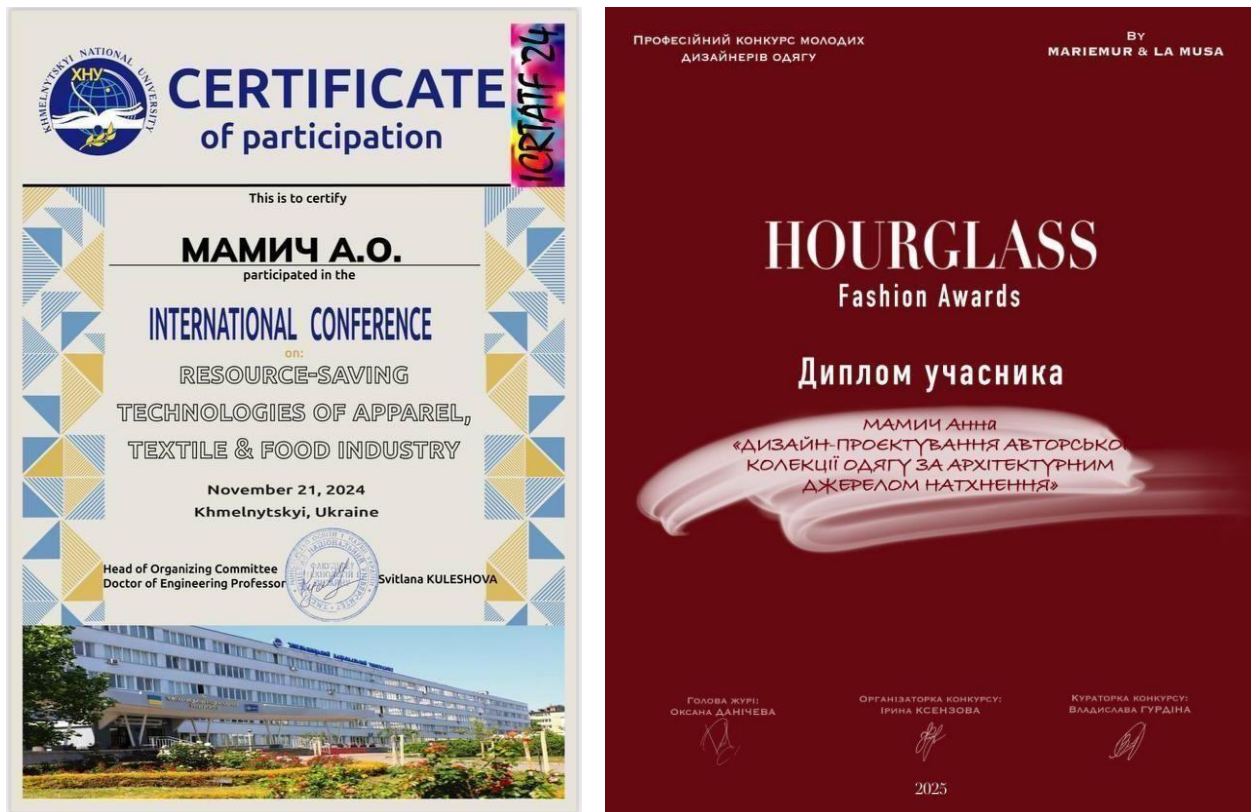 KHMELNYTSKYI NATIONAL UNIVERSITY
ХНУ
CERTIFICATE
of participation
ICRTATF '24
This is to certify
МАМИЧ А.О.
participated in the
INTERNATIONAL CONFERENCE
on:
RESOURCE-SAVING
TECHNOLOGIES OF APPAREL,
TEXTILE & FOOD INDUSTRY
November 21, 2024
Khmelnytskyi, Ukraine
Head of Organizing Committee
Doctor of Engineering Professor
Svitlana KULESHOVA
ПРОФЕСІЙНИЙ КОНКУРС МОЛОДИХ
ДИЗАЙНЕРІВ ОДЯГУ
BY
MARIEMUR & LA MUSA
HOURGLASS
Fashion Awards
Диплом учасника
МАМИЧ Анна
«ДИЗАЙН-ПРОЄКТУВАННЯ АВТОРСЬКОЇ
КОЛЕКЦІЇ ОДЯГУ ЗА АРХІТЕКТУРНИМ
ДЖЕРЕЛОМ НАТХНЕННЯ»
ГОЛОВА ЖУРІ:
ОКСАНА ДАНІЧЕВА
ОРГАНІЗАТОРКА КОНКУРСУ:
ІРИНА КСЕНЗОВА
КУРАТОРКА КОНКУРСУ:
ВЛАДИСЛАВА ГУРДІНА
2025